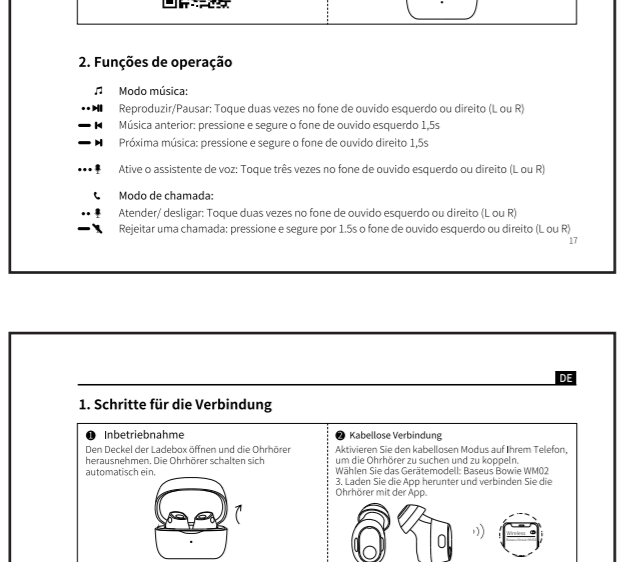 2. Funções de operação
Modo música:
Reproduzir/Pausar: Toque duas vezes no fone de ouvido esquerdo ou direito (L ou R)
Música anterior: pressione e segure o fone de ouvido esquerdo 1,5s
Próxima música: pressione e segure o fone de ouvido direito 1,5s
Ative o assistente de voz: Toque três vezes no fone de ouvido esquerdo ou direito (L ou R)
Modo de chamada:
Atender/ desligar: Toque duas vezes no fone de ouvido esquerdo ou direito (L ou R)
Rejeitar uma chamada: pressione e segure por 1.5s o fone de ouvido esquerdo ou direito (L ou R)
17
DE
1. Schritte für die Verbindung
1 Inbetriebnahme
Den Deckel der Ladebox öffnen und die Ohrhörer
herausnehmen. Die Ohrhörer schalten sich
automatisch ein.
2 Kabellose Verbindung
Aktivieren Sie den kabellosen Modus auf Ihrem Telefon,
um die Ohrhörer zu suchen und zu koppeln.
Wählen Sie das Gerätemodell: Baseus Bowie WM02
3. Laden Sie die App herunter und verbinden Sie die
Ohrhörer mit der App.
Wireless